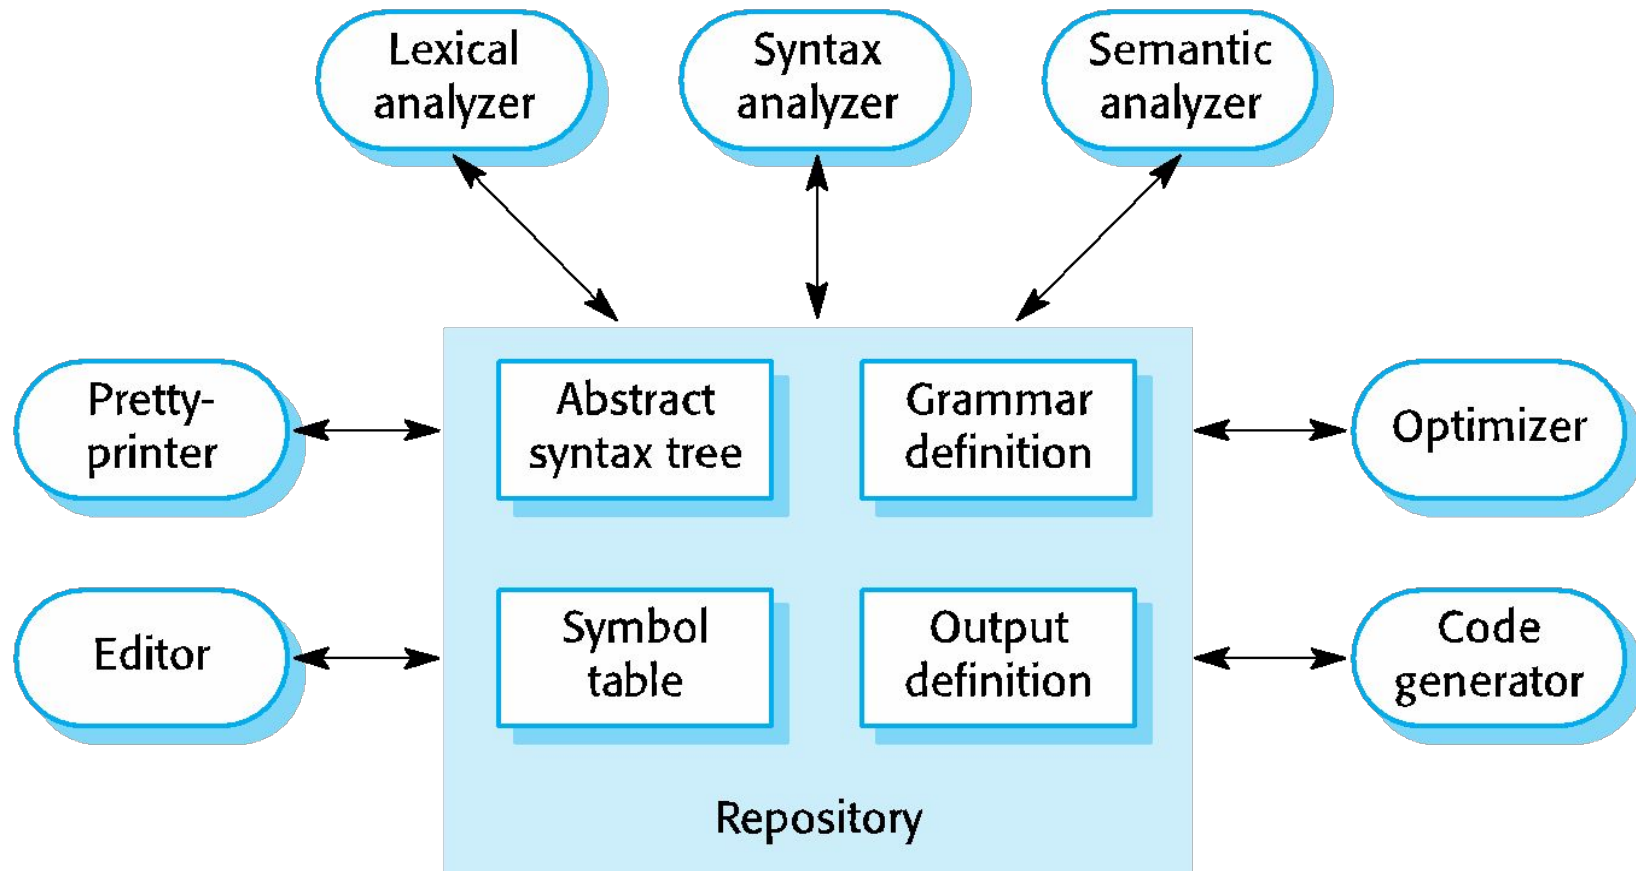 Lexical
analyzer
Syntax
analyzer
Semantic
analyzer
Pretty-
printer
Abstract
syntax tree
Grammar
definition
Optimizer
Editor
Symbol
table
Output
definition
Code
generator
Repository